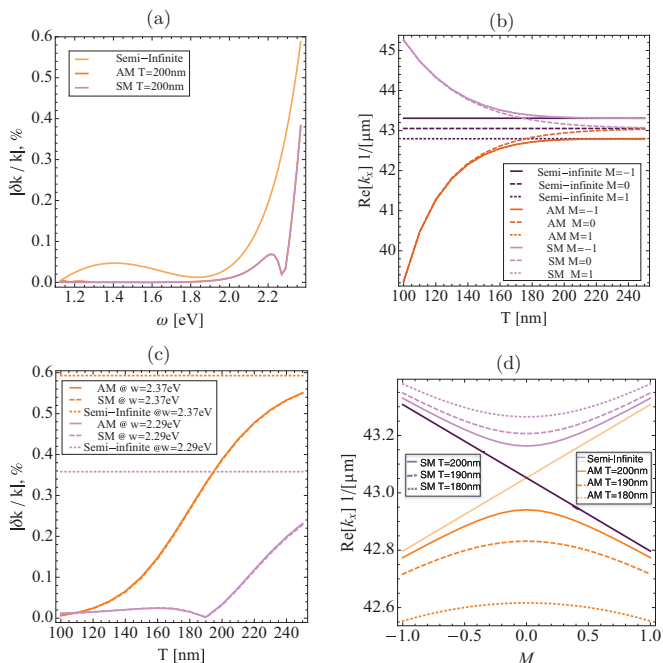 (a)
0.6
0.5
0.4
0.3
0.2
0.1
0.0
|δk / k|, %
Semi-Infinite
AM T=200nm
SM T=200nm
1.2 1.4 1.6 1.8 2.0 2.2
ω [eV]
(b)
45
44
43
42
41
40
Re[kx] 1/[μm]
Semi-infinite M=-1
Semi-infinite M=0
Semi-infinite M=1
AM M=-1
AM M=0
AM M=1
SM M=-1
SM M=0
SM M=1
100 120 140 160 180 200 220 240
T [nm]
(c)
0.6
0.5
0.4
0.3
0.2
0.1
0.0
|δk / k|, %
AM @ w=2.37eV
SM @ w=2.37eV
Semi-Infinite @w=2.37eV
AM @ w=2.29eV
SM @ w=2.29eV
Semi-infinite @w=2.29eV
100 120 140 160 180 200 220 240
T [nm]
(d)
43.2
43.0
42.8
42.6
Re[kx] 1/[μm]
SM T=200nm
SM T=190nm
SM T=180nm
Semi-Infinite
AM T=200nm
AM T=190nm
AM T=180nm
-1.0 -0.5 0.0 0.5 1.0
M